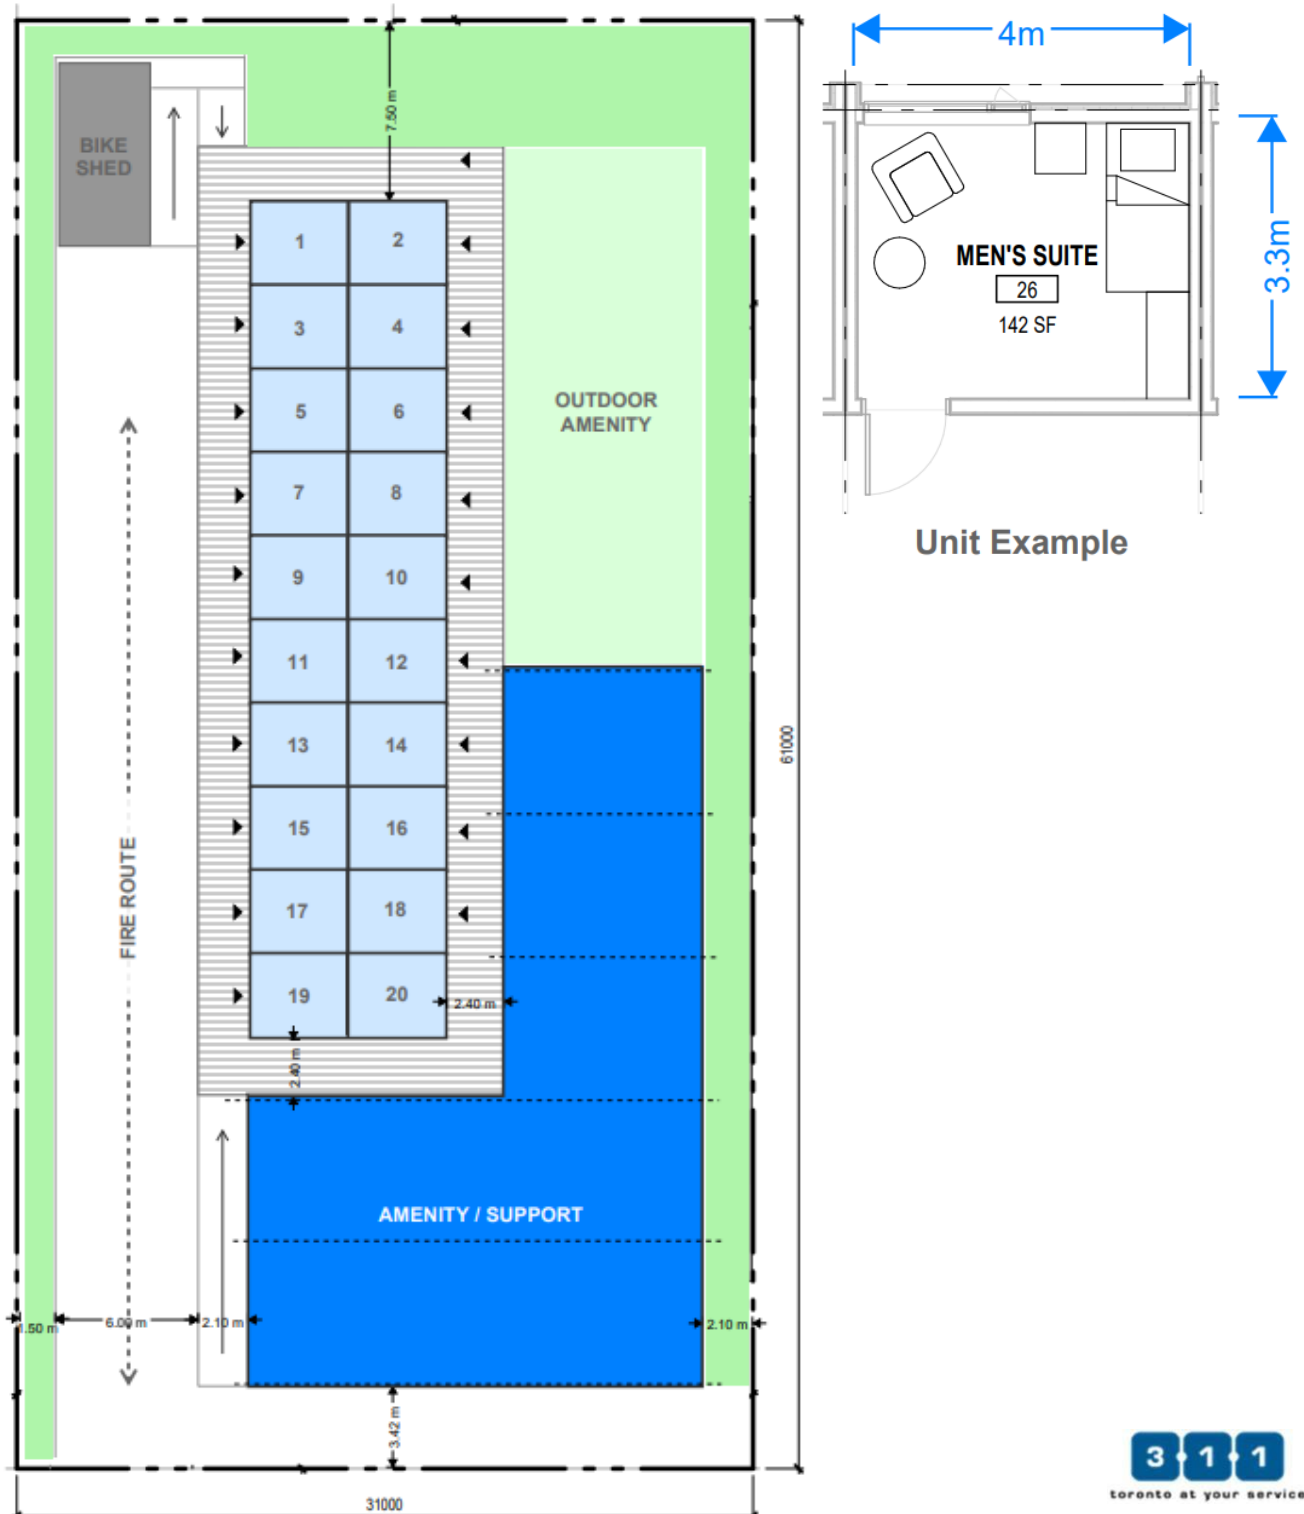 4m
7.50 m
BIKE
SHED
1
2
3.3m
MEN'S SUITE
26
142 SF
3
4
OUTDOOR
AMENITY
5
6
7
8
Unit Example
9
10
11
12
13
14
61000
15
16
FIRE ROUTE
17
18
19
20
2.40 m
2.40 m
AMENITY / SUPPORT
1.50 m
6.00 m
2.10 m
2.10 m
3.42 m
31000
3 1 1
toronto at your service